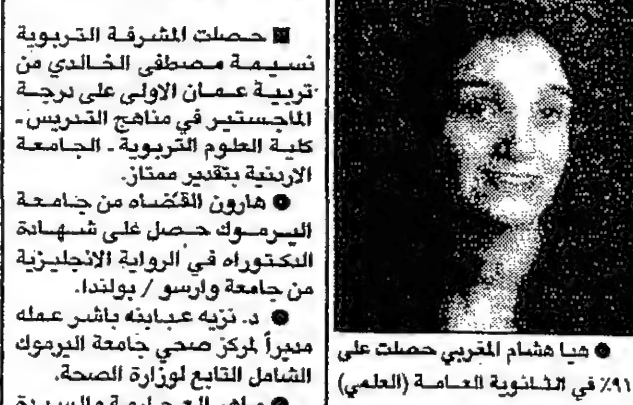 ◙ حصلت المشرفة التربوية
نسيمة مصطفى الخالدي من
تربية عمان الاولى على درجة
الماجستير في مناهج التدريس ـ
كلية العلوم التربوية ـ الجامعة
الاردنية بتقدير ممتاز.
● هارون القضاه من جامعة
اليرموك حصل على شهادة
الدكتوراه في الرواية الانجليزية
من جامعة وارسو / بولندا.
● د. نزيه عبابنه باشر عمله
مديراً لمركز صحي جامعة اليرموك
الشامل التابع لوزارة الصحة.
● هيا هشام المقربي حصلت على
٩١٪ في الثانوية العامة (العلمي)